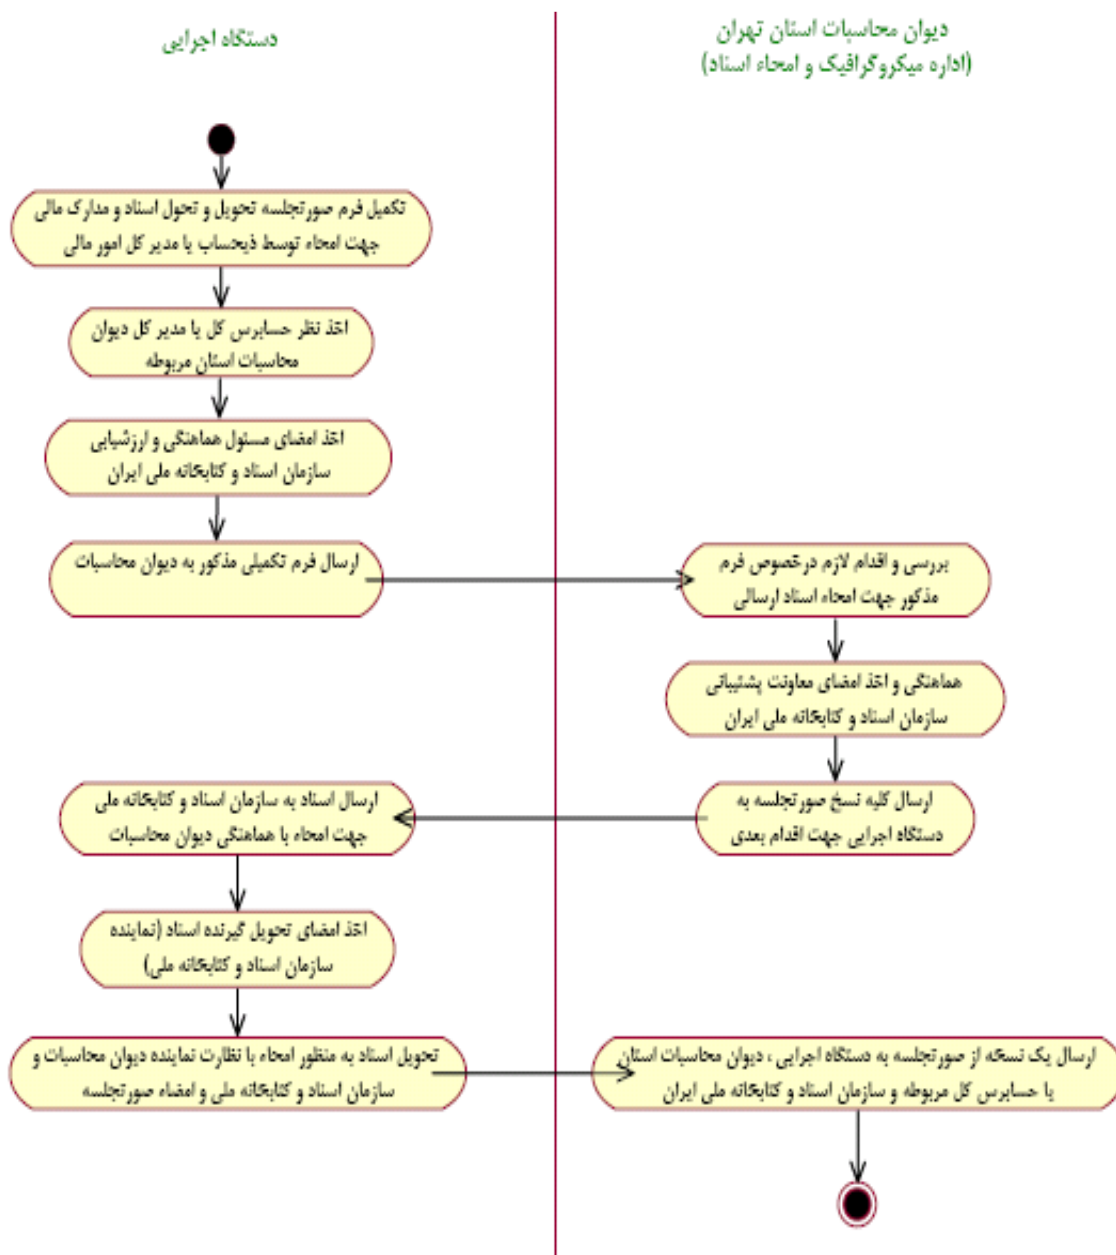 دیوان محاسبات استان تهران
(اداره میکروگرافیک و امحاء اسناد)
دستگاه اجرایی
تکمیل فرم صورتجلسه تحویل و تحول اسناد و مدارک مالی
جهت امحاء توسط ذیحساب یا مدیر کل امور مالی
اخذ نظر حسابرس کل یا مدیر کل دیوان
محاسبات استان مربوطه
اخذ امضای مسئول هماهنگی و ارزشیابی
سازمان اسناد و کتابخانه ملی ایران
ارسال فرم تکمیلی مذکور به دیوان محاسبات
بررسی و اقدام لازم درخصوص فرم
مذکور جهت امحاء اسناد ارسالی
هماهنگی و اخذ امضای معاونت پشتیبانی
سازمان اسناد و کتابخانه ملی ایران
ارسال کلیه نسخ صورتجلسه به
دستگاه اجرایی جهت اقدام بعدی
ارسال اسناد به سازمان اسناد و کتابخانه ملی
جهت امحاء با هماهنگی دیوان محاسبات
اخذ امضای تحویل گیرنده اسناد (نماینده
سازمان اسناد و کتابخانه ملی)
تحویل اسناد به منظور امحاء با نظارت نماینده دیوان محاسبات و
سازمان اسناد و کتابخانه ملی و امضاء صورتجلسه
ارسال یک نسخه از صورتجلسه به دستگاه اجرایی ، دیوان محاسبات استان
یا حسابرس کل مربوطه و سازمان اسناد و کتابخانه ملی ایران